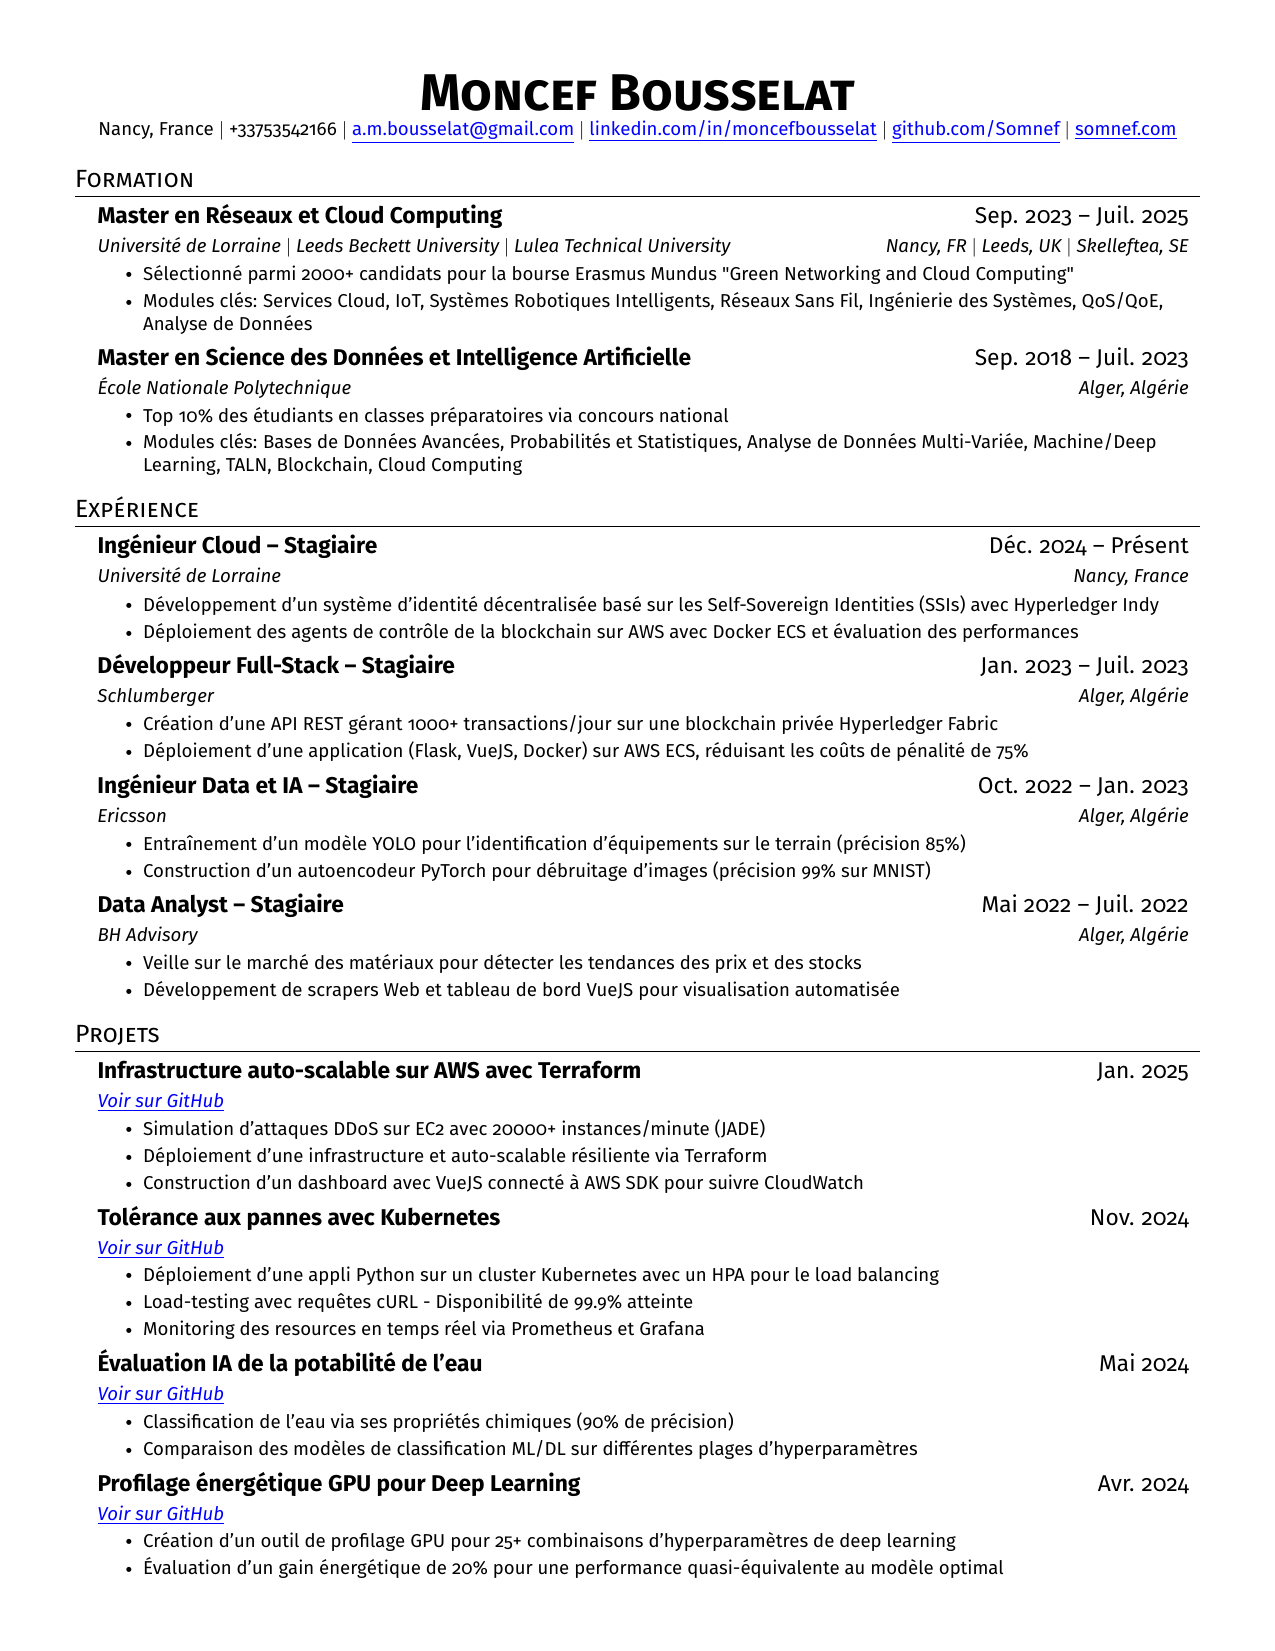 Moncef Bousselat
Nancy, France | +33753542166 | a.m.bousselat@gmail.com | linkedin.com/in/moncefbousselat | github.com/Somnef | somnef.com
Formation
Master en Réseaux et Cloud Computing Sep. 2023 – Juil. 2025
Université de Lorraine | Leeds Beckett University | Lulea Technical University Nancy, FR | Leeds, UK | Skelleftea, SE
• Sélectionné parmi 2000+ candidats pour la bourse Erasmus Mundus "Green Networking and Cloud Computing"
• Modules clés: Services Cloud, IoT, Systèmes Robotiques Intelligents, Réseaux Sans Fil, Ingénierie des Systèmes, QoS/QoE,
Analyse de Données
Master en Science des Données et Intelligence Artificielle Sep. 2018 – Juil. 2023
École Nationale Polytechnique Alger, Algérie
• Top 10% des étudiants en classes préparatoires via concours national
• Modules clés: Bases de Données Avancées, Probabilités et Statistiques, Analyse de Données Multi-Variée, Machine/Deep
Learning, TALN, Blockchain, Cloud Computing
Expérience
Ingénieur Cloud – Stagiaire Déc. 2024 – Présent
Université de Lorraine Nancy, France
• Développement d’un système d’identité décentralisée basé sur les Self-Sovereign Identities (SSIs) avec Hyperledger Indy
• Déploiement des agents de contrôle de la blockchain sur AWS avec Docker ECS et évaluation des performances
Développeur Full-Stack – Stagiaire Jan. 2023 – Juil. 2023
Schlumberger Alger, Algérie
• Création d’une API REST gérant 1000+ transactions/jour sur une blockchain privée Hyperledger Fabric
• Déploiement d’une application (Flask, VueJS, Docker) sur AWS ECS, réduisant les coûts de pénalité de 75%
Ingénieur Data et IA – Stagiaire Oct. 2022 – Jan. 2023
Ericsson Alger, Algérie
• Entraînement d’un modèle YOLO pour l’identification d’équipements sur le terrain (précision 85%)
• Construction d’un autoencodeur PyTorch pour débruitage d’images (précision 99% sur MNIST)
Data Analyst – Stagiaire Mai 2022 – Juil. 2022
BH Advisory Alger, Algérie
• Veille sur le marché des matériaux pour détecter les tendances des prix et des stocks
• Développement de scrapers Web et tableau de bord VueJS pour visualisation automatisée
Projets
Infrastructure auto-scalable sur AWS avec Terraform Jan. 2025
Voir sur GitHub
• Simulation d’attaques DDoS sur EC2 avec 20000+ instances/minute (JADE)
• Déploiement d’une infrastructure et auto-scalable résiliente via Terraform
• Construction d’un dashboard avec VueJS connecté à AWS SDK pour suivre CloudWatch
Tolérance aux pannes avec Kubernetes Nov. 2024
Voir sur GitHub
• Déploiement d’une appli Python sur un cluster Kubernetes avec un HPA pour le load balancing
• Load-testing avec requêtes cURL - Disponibilité de 99.9% atteinte
• Monitoring des resources en temps réel via Prometheus et Grafana
Évaluation IA de la potabilité de l’eau Mai 2024
Voir sur GitHub
• Classification de l’eau via ses propriétés chimiques (90% de précision)
• Comparaison des modèles de classification ML/DL sur différentes plages d’hyperparamètres
Profilage énergétique GPU pour Deep Learning Avr. 2024
Voir sur GitHub
• Création d’un outil de profilage GPU pour 25+ combinaisons d’hyperparamètres de deep learning
• Évaluation d’un gain énergétique de 20% pour une performance quasi-équivalente au modèle optimal